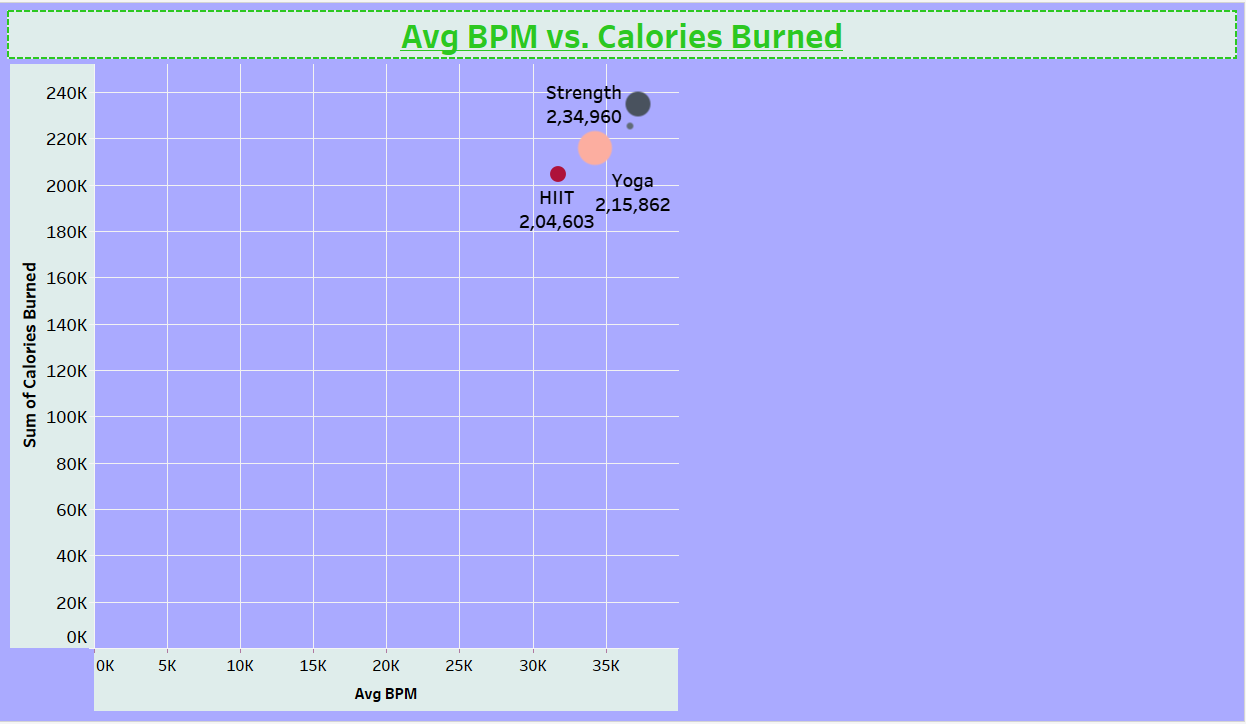 Avg BPM vs. Calories Burned
240K
220K
200K
180K
160K
140K
120K
100K
80K
60K
40K
20K
0K
Sum of Calories Burned
Strength
2,34,960
Yoga
2,15,862
HIIT
2,04,603
0K 5K 10K 15K 20K 25K 30K 35K
Avg BPM